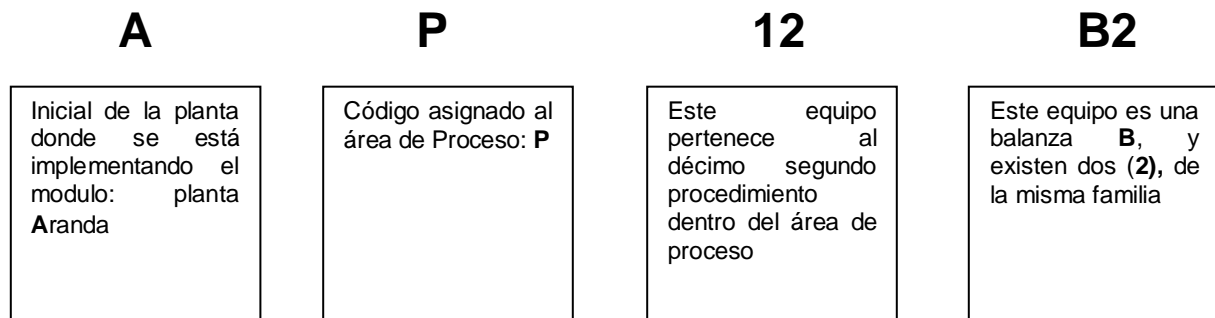 A
P
12
B2
Inicial de la planta
donde se está
implementando el
modulo: planta
Aranda
Código asignado al
área de Proceso: P
Este equipo
pertenece al
décimo segundo
procedimiento
dentro del área de
proceso
Este equipo es una
balanza B, y
existen dos (2), de
la misma familia